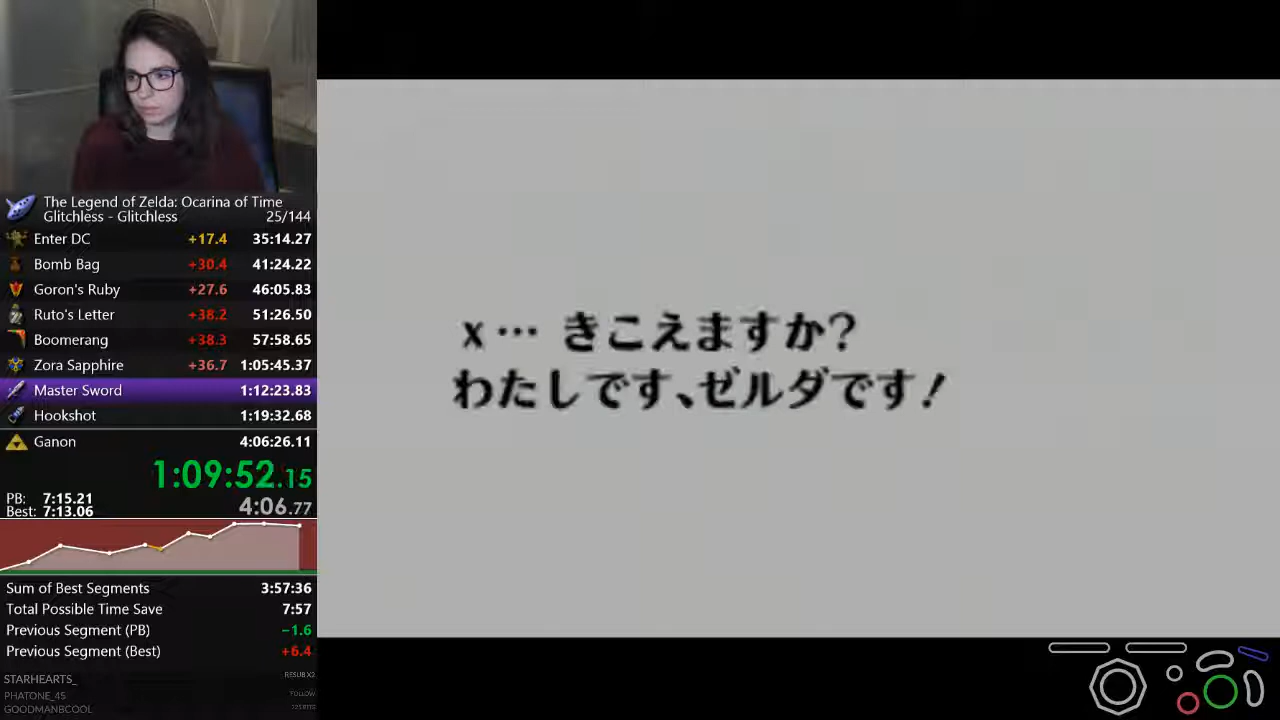 The Legend of Zelda: Ocarina of Time
Glitchless - Glitchless 25/144
Enter DC +17.4 35:14.27
Bomb Bag +30.4 41:24.22
Goron's Ruby +27.6 46:05.83
Ruto's Letter +38.2 51:26.50
Boomerang +38.3 57:58.65
Zora Sapphire +36.7 1:05:45.37
Master Sword 1:12:23.83
Hookshot 1:19:32.68
Ganon 4:06:26.11
1:09:52.15
PB: 7:15.21
Best: 7:13.06
4:06.77
Sum of Best Segments 3:57:36
Total Possible Time Save 7:57
Previous Segment (PB) −1.6
Previous Segment (Best) +6.4
STARHEARTS_ RESUB X2
PHATONE_45 FOLLOW
GOODMANBCOOL 225 BITS
x… きこえますか?
わたしです、ゼルダです!